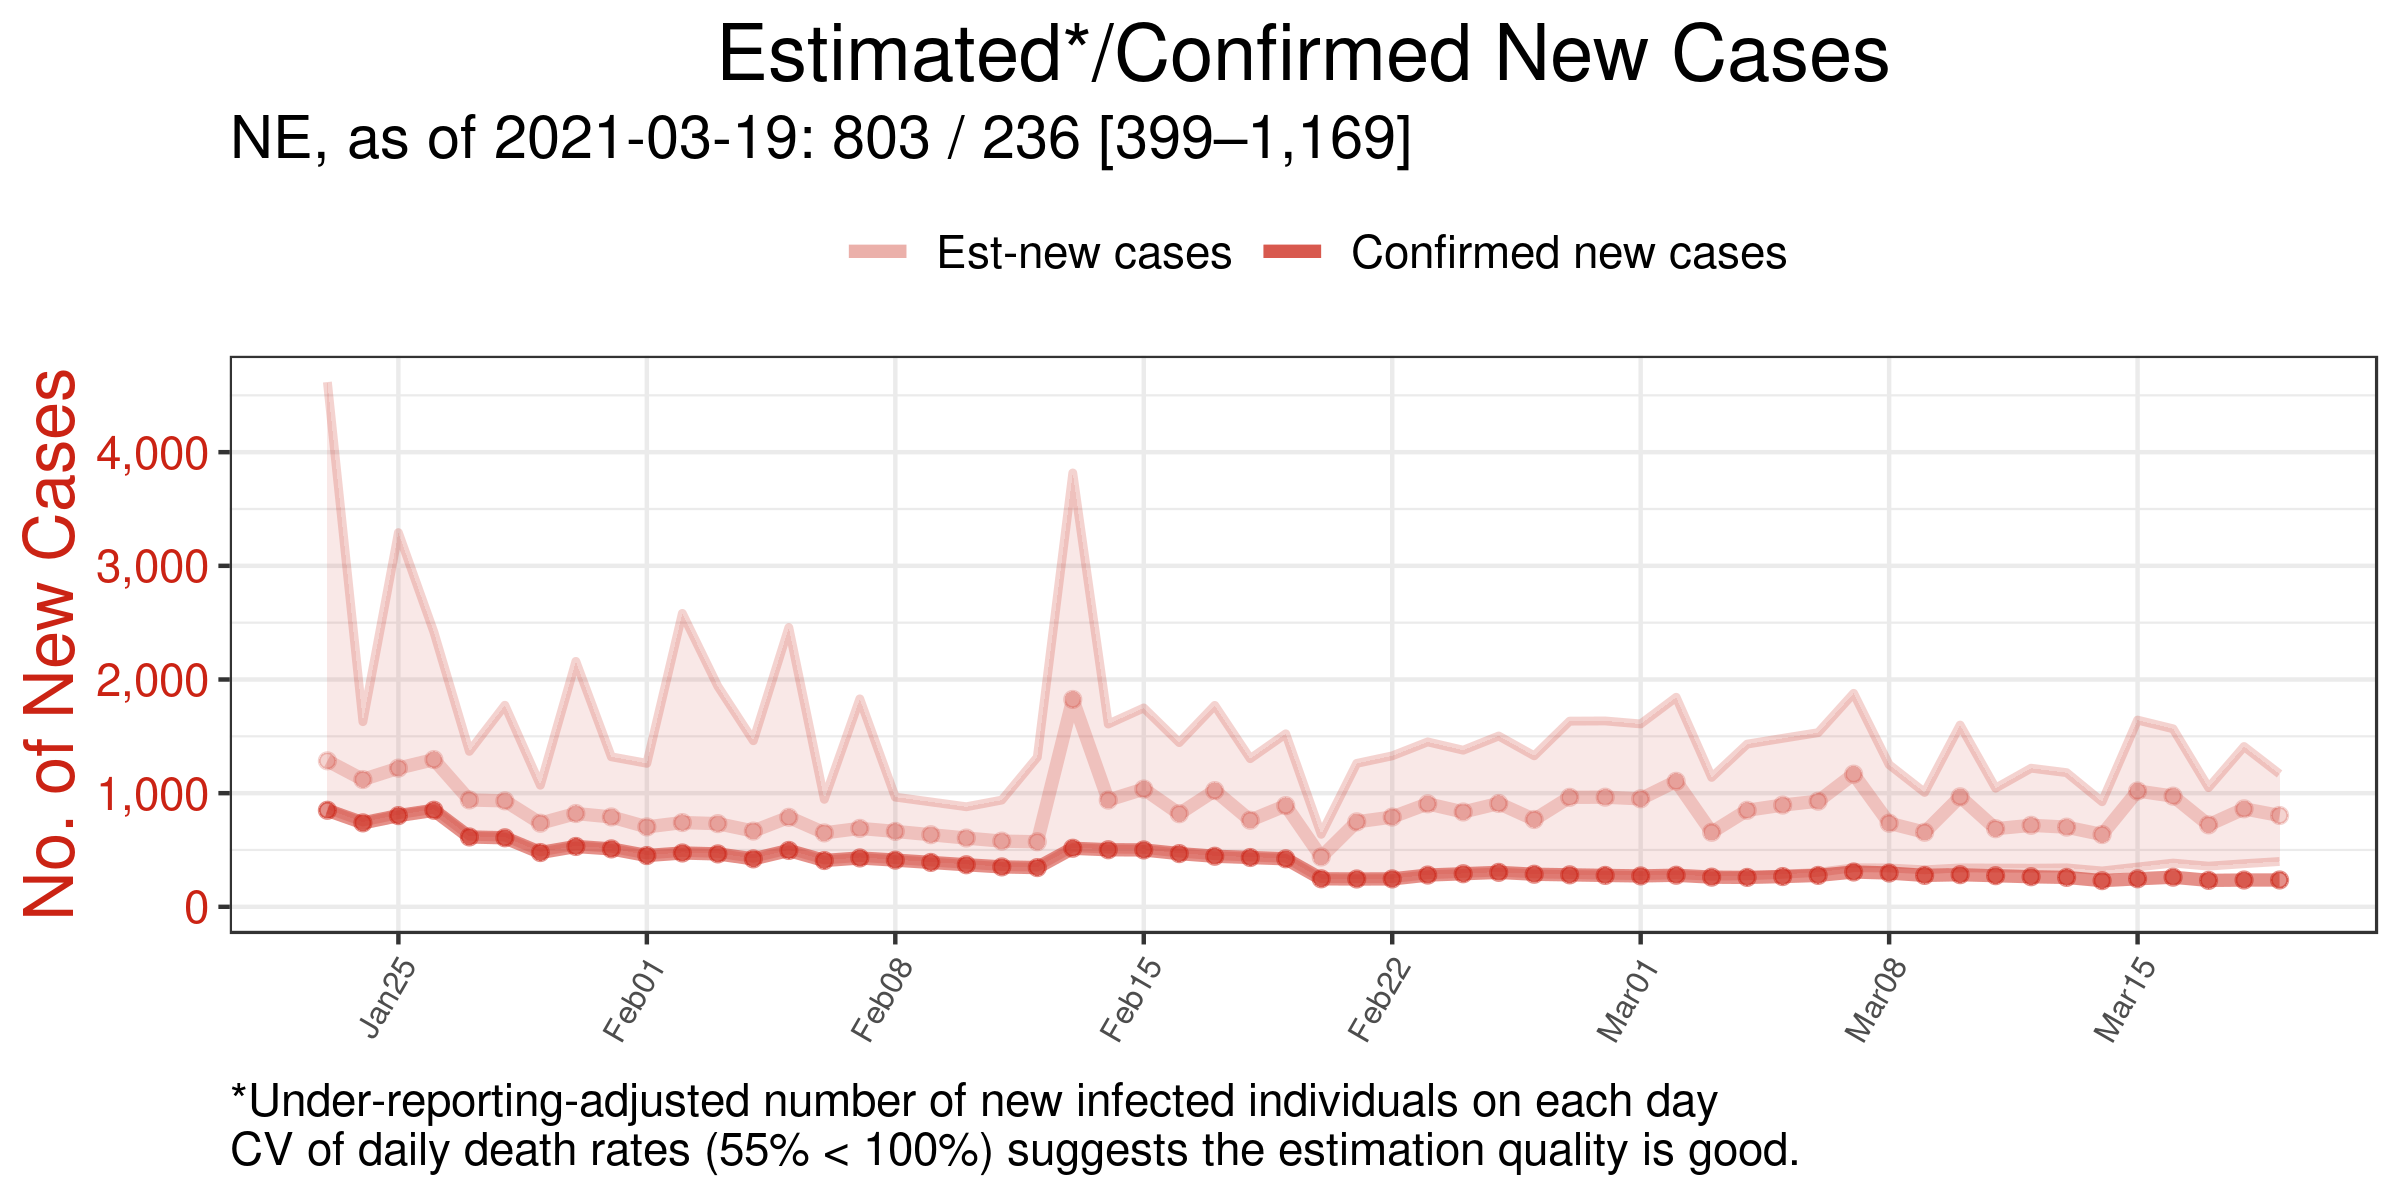 Estimated*/Confirmed New Cases
NE, as of 2021-03-19: 803 / 236 [399–1,169]
Est-new cases Confirmed new cases
No. of New Cases
4,000
3,000
2,000
1,000
0
Jan25 Feb01 Feb08 Feb15 Feb22 Mar01 Mar08 Mar15
*Under-reporting-adjusted number of new infected individuals on each day
CV of daily death rates (55% < 100%) suggests the estimation quality is good.